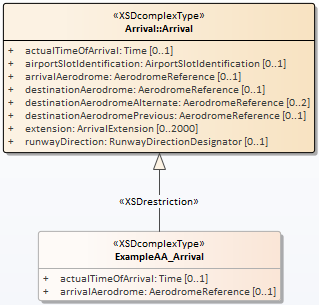 «XSDcomplexType»
Arrival::Arrival
+ actualTimeOfArrival: Time [0..1]
+ airportSlotIdentification: AirportSlotIdentification [0..1]
+ arrivalAerodrome: AerodromeReference [0..1]
+ destinationAerodrome: AerodromeReference [0..1]
+ destinationAerodromeAlternate: AerodromeReference [0..2]
+ destinationAerodromePrevious: AerodromeReference [0..1]
+ extension: ArrivalExtension [0..2000]
+ runwayDirection: RunwayDirectionDesignator [0..1]
«XSDrestriction»
«XSDcomplexType»
ExampleAA_Arrival
+ actualTimeOfArrival: Time [0..1]
+ arrivalAerodrome: AerodromeReference [0..1]